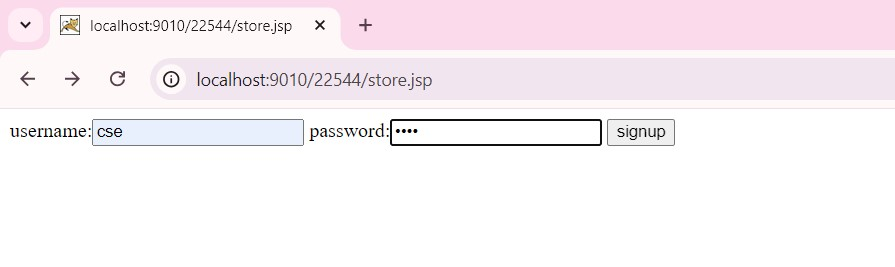 localhost:9010/22544/store.jsp
localhost:9010/22544/store.jsp
username:cse password:•••• signup